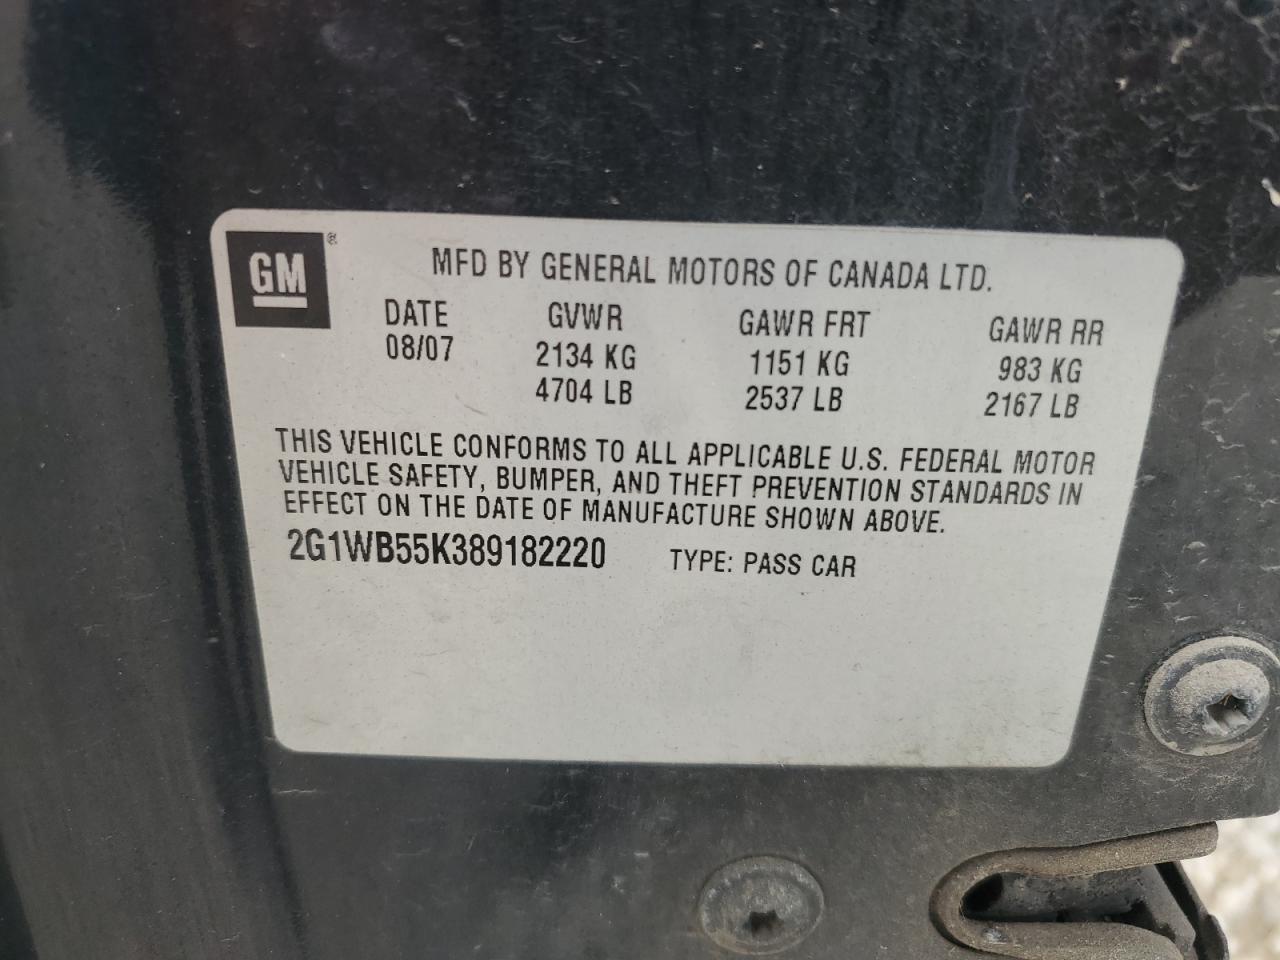 GM ®
MFD BY GENERAL MOTORS OF CANADA LTD.
DATE GVWR GAWR FRT GAWR RR
08/07 2134 KG 1151 KG 983 KG
4704 LB 2537 LB 2167 LB
THIS VEHICLE CONFORMS TO ALL APPLICABLE U.S. FEDERAL MOTOR
VEHICLE SAFETY, BUMPER, AND THEFT PREVENTION STANDARDS IN
EFFECT ON THE DATE OF MANUFACTURE SHOWN ABOVE.
2G1WB55K389182220 TYPE: PASS CAR